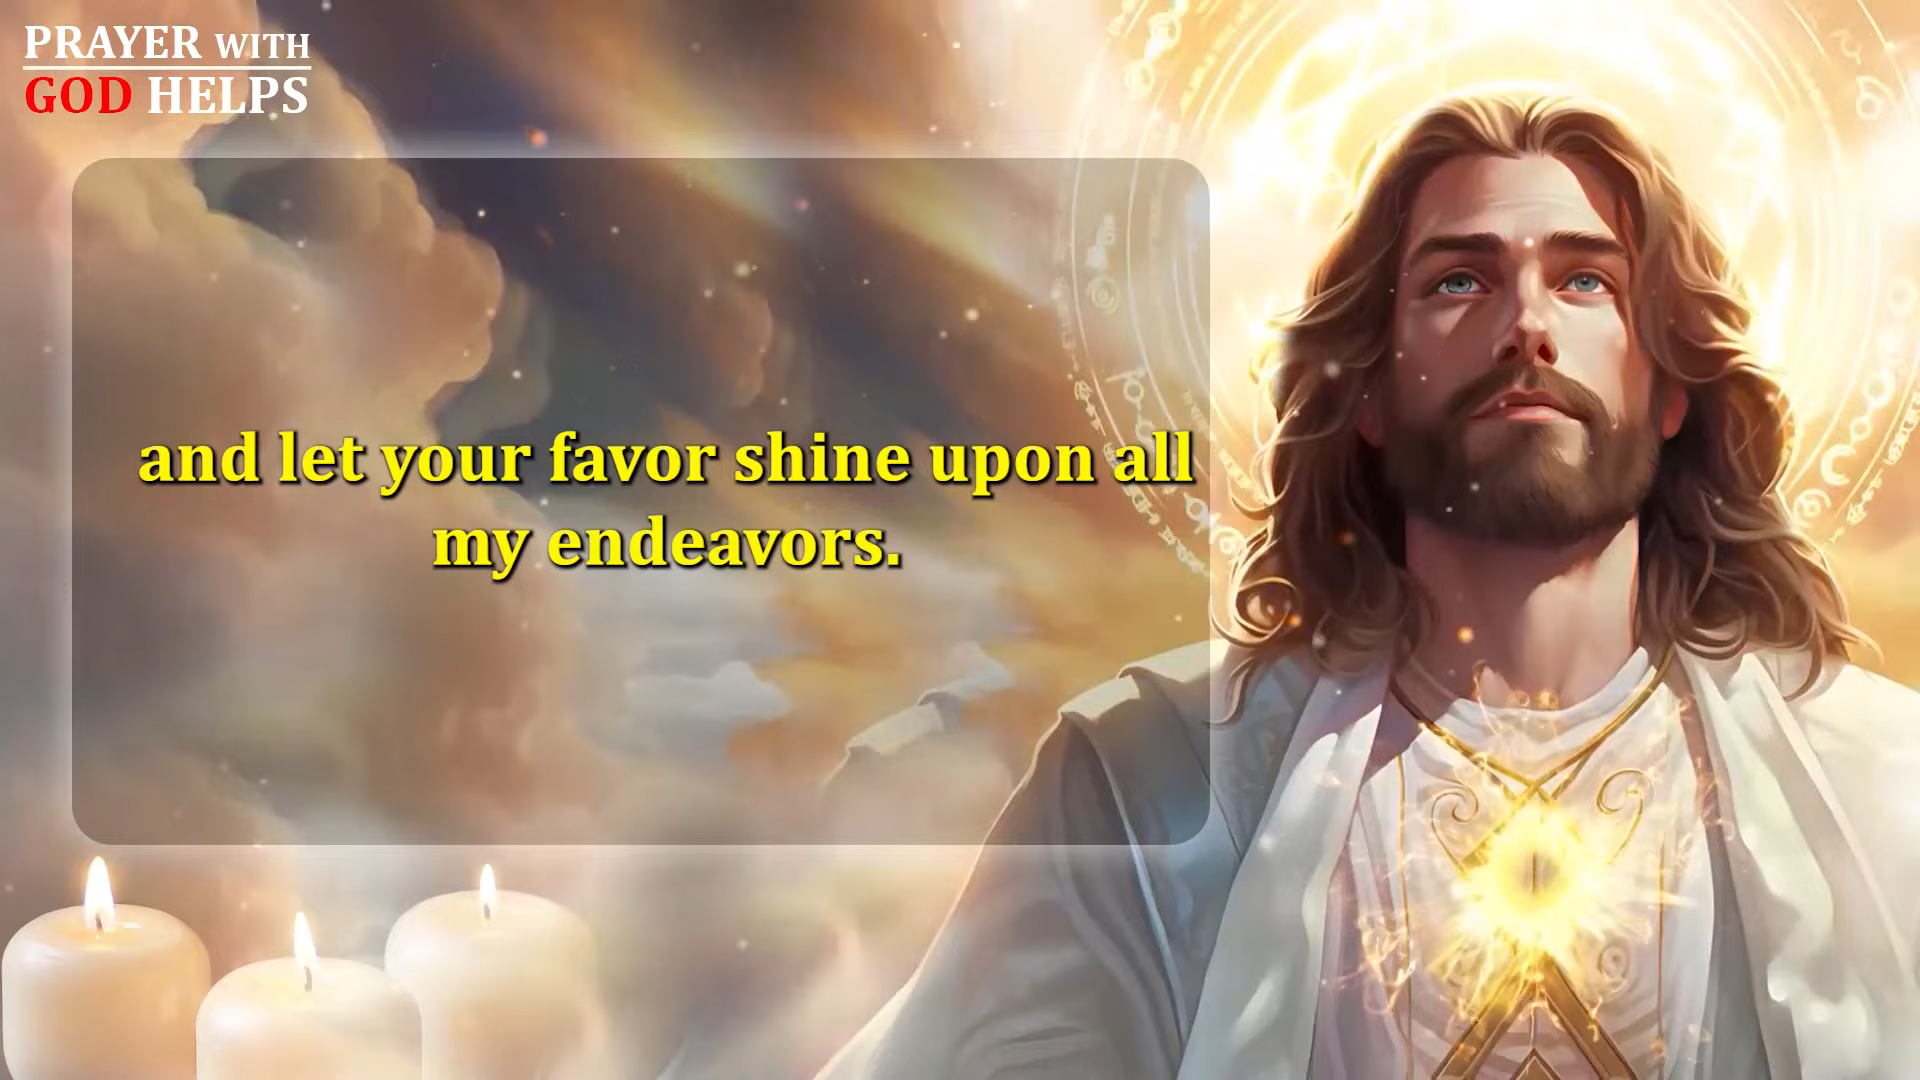 PRAYER WITH
GOD HELPS
and let your favor shine upon all
my endeavors.